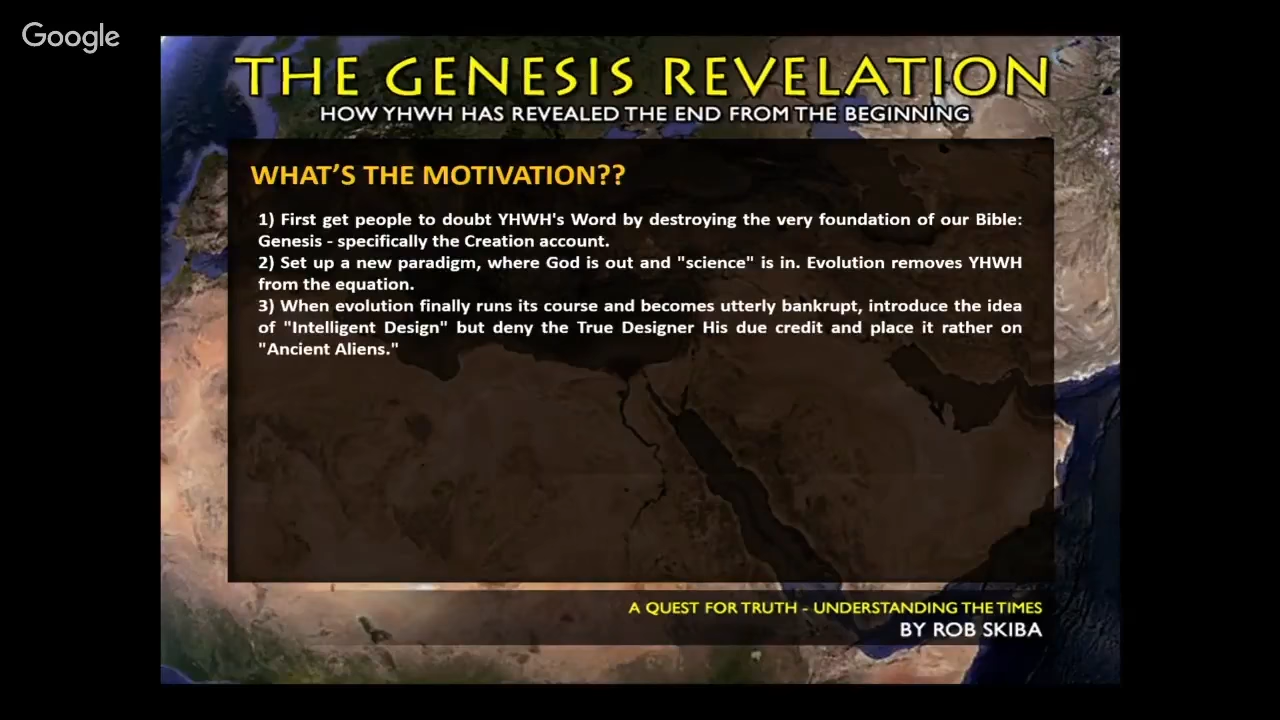 Google
THE GENESIS REVELATION
HOW YHWH HAS REVEALED THE END FROM THE BEGINNING
WHAT'S THE MOTIVATION??
1) First get people to doubt YHWH's Word by destroying the very foundation of our Bible:
Genesis - specifically the Creation account.
2) Set up a new paradigm, where God is out and "science" is in. Evolution removes YHWH
from the equation.
3) When evolution finally runs its course and becomes utterly bankrupt, introduce the idea
of "Intelligent Design" but deny the True Designer His due credit and place it rather on
"Ancient Aliens."
A QUEST FOR TRUTH - UNDERSTANDING THE TIMES
BY ROB SKIBA